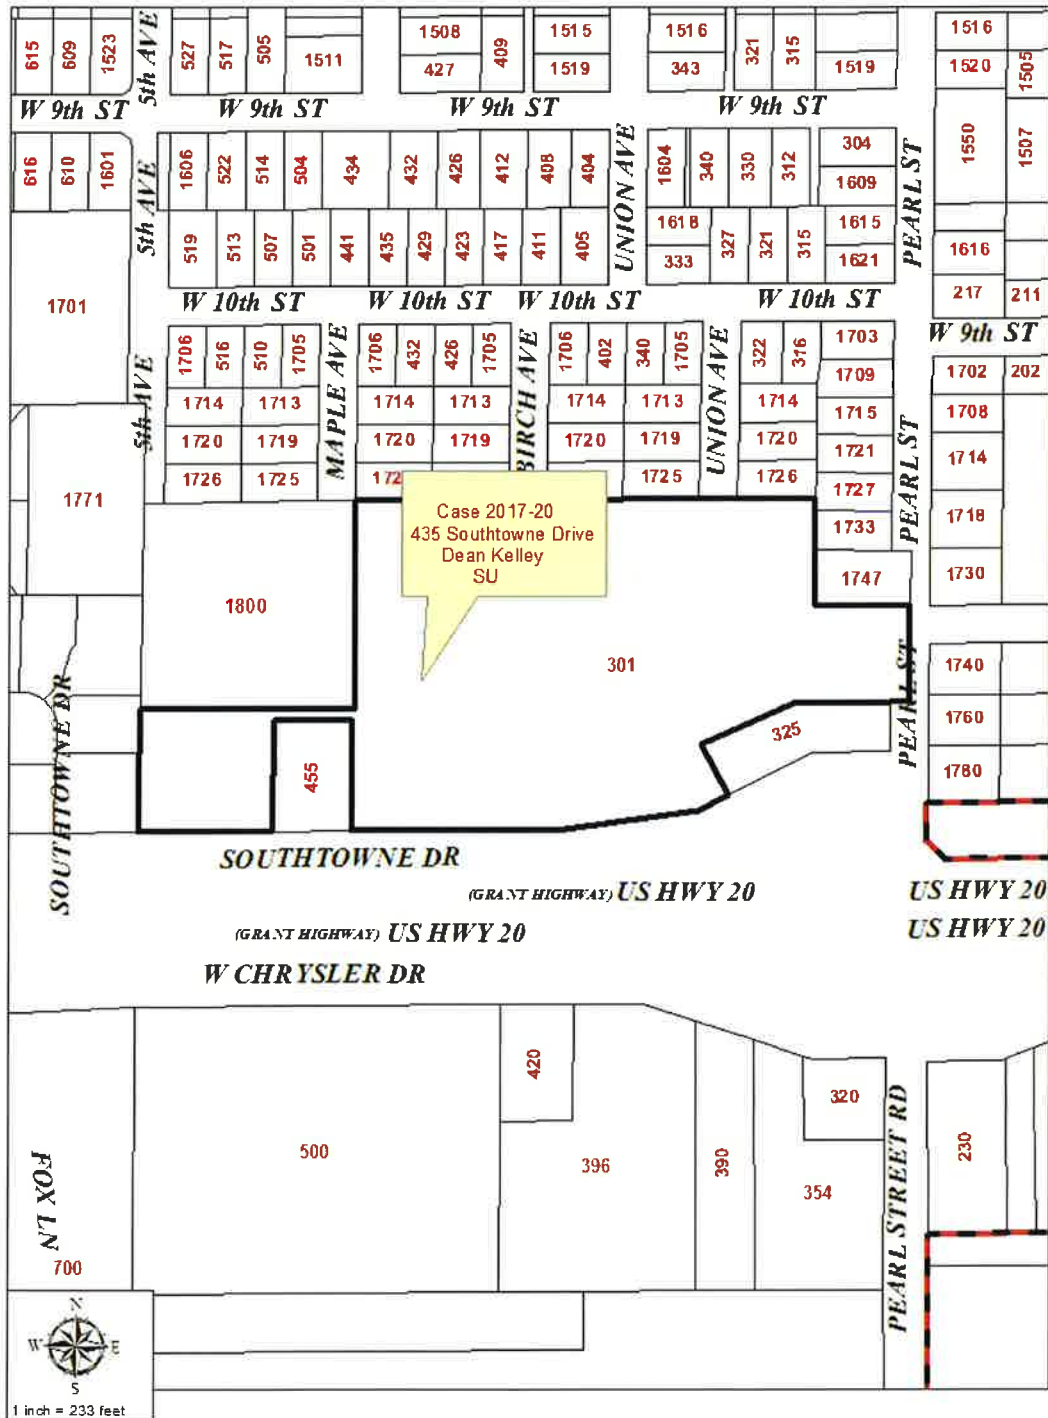 615 609 1523 5th AVE 527 517 505 1511 1508 427 409 1515 1519 1516 343 321 315 1519 1516 1520 1505
W 9th ST W 9th ST W 9th ST W 9th ST
616 610 1601 5th AVE 1606 522 514 504 434 432 426 412 408 404 UNION AVE 1604 340 330 312 304 1609 PEARL ST 1550 1507
519 513 507 501 441 435 429 423 417 411 405 1618 333 327 321 315 1615 1621 1616 217 211
1701 W 10th ST W 10th ST W 10th ST W 10th ST W 9th ST
5th AVE 1706 516 510 1705 MAPLE AVE 1706 432 426 1705 BIRCH AVE 1706 402 340 1705 UNION AVE 322 316 1703 1709 PEARL ST 1702 202
1714 1713 1714 1713 1714 1713 1714 1715 1708
1720 1719 1720 1719 1720 1719 1720 1721 1714
1771 1726 1725 172 1725 1726 1727 1718
1733
1747 1730
Case 2017-20
435 Southtowne Drive
Dean Kelley
SU
1800 301 PEARL ST 1740
SOUTHTOWNE DR 455 325 1760
1780
SOUTHTOWNE DR
(GRANT HIGHWAY) US HWY 20 US HWY 20
(GRANT HIGHWAY) US HWY 20 US HWY 20
W CHRYSLER DR
420 320
FOX LN 500 396 390 354 PEARL STREET RD 230
700
N
W E
S
1 inch = 233 feet